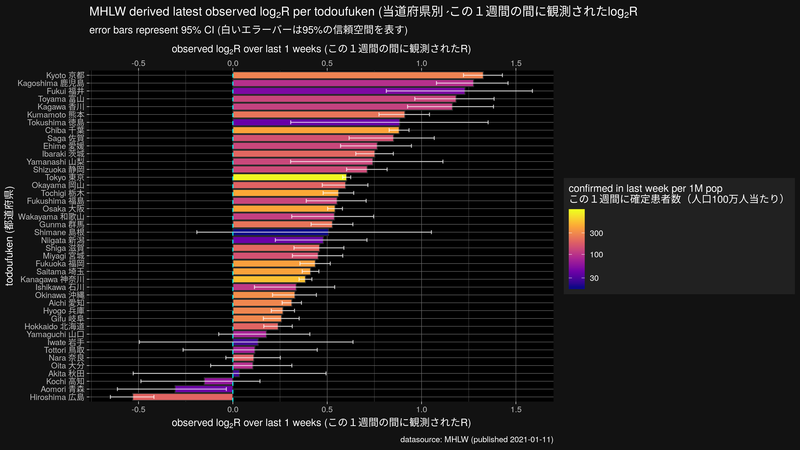 MHLW derived latest observed log2R per todoufuken (当道府県別 -この１週間の間に観測されたlog2R
error bars represent 95% CI (白いエラーバーは95%の信頼空間を表す)
observed log2R over last 1 weeks (この１週間の間に観測されたR)
-0.5 0.0 0.5 1.0 1.5
todoufuken (都道府県)
Kyoto 京都
Kagoshima 鹿児島
Fukui 福井
Toyama 富山
Kagawa 香川
Kumamoto 熊本
Tokushima 徳島
Chiba 千葉
Saga 佐賀
Ehime 愛媛
Ibaraki 茨城
Yamanashi 山梨
Shizuoka 静岡
Tokyo 東京
Okayama 岡山
Tochigi 栃木
Fukushima 福島
Osaka 大阪
Wakayama 和歌山
Gunma 群馬
Shimane 島根
Niigata 新潟
Shiga 滋賀
Miyagi 宮城
Fukuoka 福岡
Saitama 埼玉
Kanagawa 神奈川
Ishikawa 石川
Okinawa 沖縄
Aichi 愛知
Hyogo 兵庫
Gifu 岐阜
Hokkaido 北海道
Yamaguchi 山口
Iwate 岩手
Tottori 鳥取
Nara 奈良
Oita 大分
Akita 秋田
Kochi 高知
Aomori 青森
Hiroshima 広島
-0.5 0.0 0.5 1.0 1.5
observed log2R over last 1 weeks (この１週間の間に観測されたR)
confirmed in last week per 1M pop
この１週間に確定患者数（人口100万人当たり）
300
100
30
datasource: MHLW (published 2021-01-11)